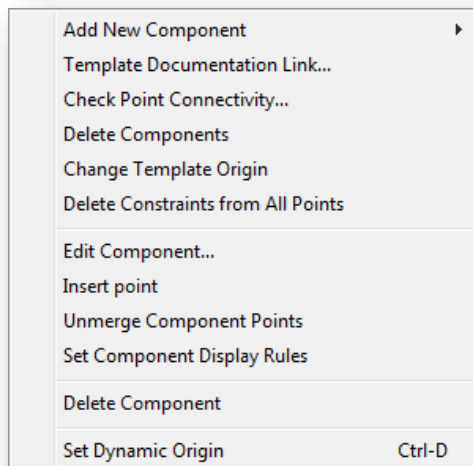 Add New Component
Template Documentation Link...
Check Point Connectivity...
Delete Components
Change Template Origin
Delete Constraints from All Points
Edit Component...
Insert point
Unmerge Component Points
Set Component Display Rules
Delete Component
Set Dynamic Origin Ctrl-D